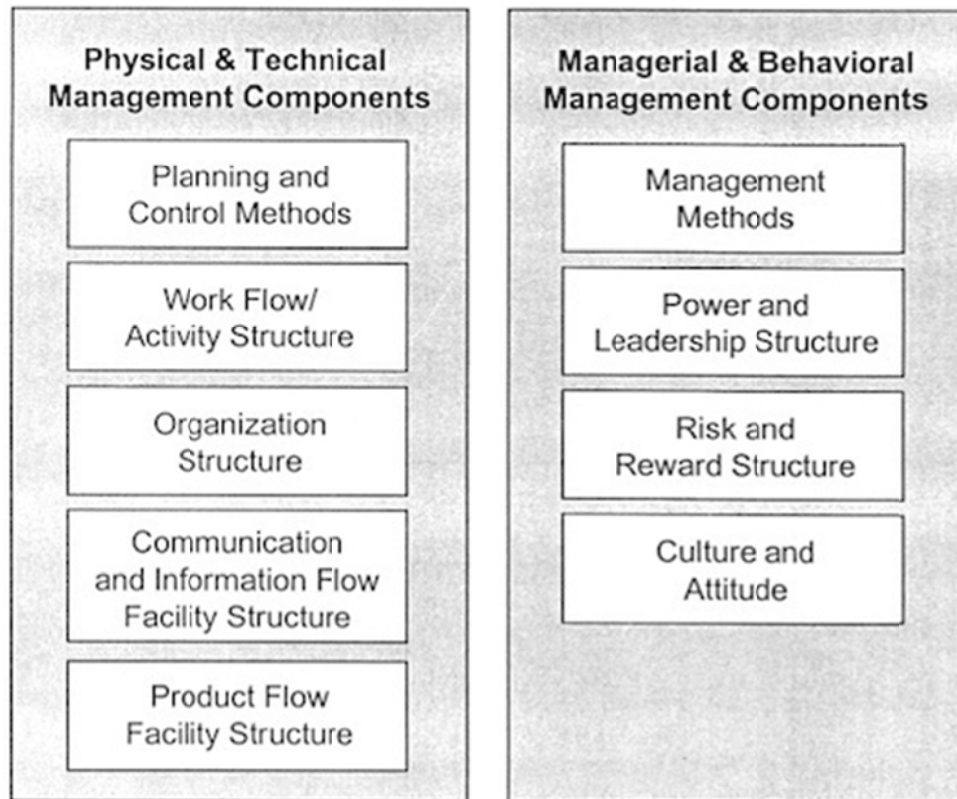 Physical & Technical
Management Components
Planning and
Control Methods
Work Flow/
Activity Structure
Organization
Structure
Communication
and Information Flow
Facility Structure
Product Flow
Facility Structure
Managerial & Behavioral
Management Components
Management
Methods
Power and
Leadership Structure
Risk and
Reward Structure
Culture and
Attitude